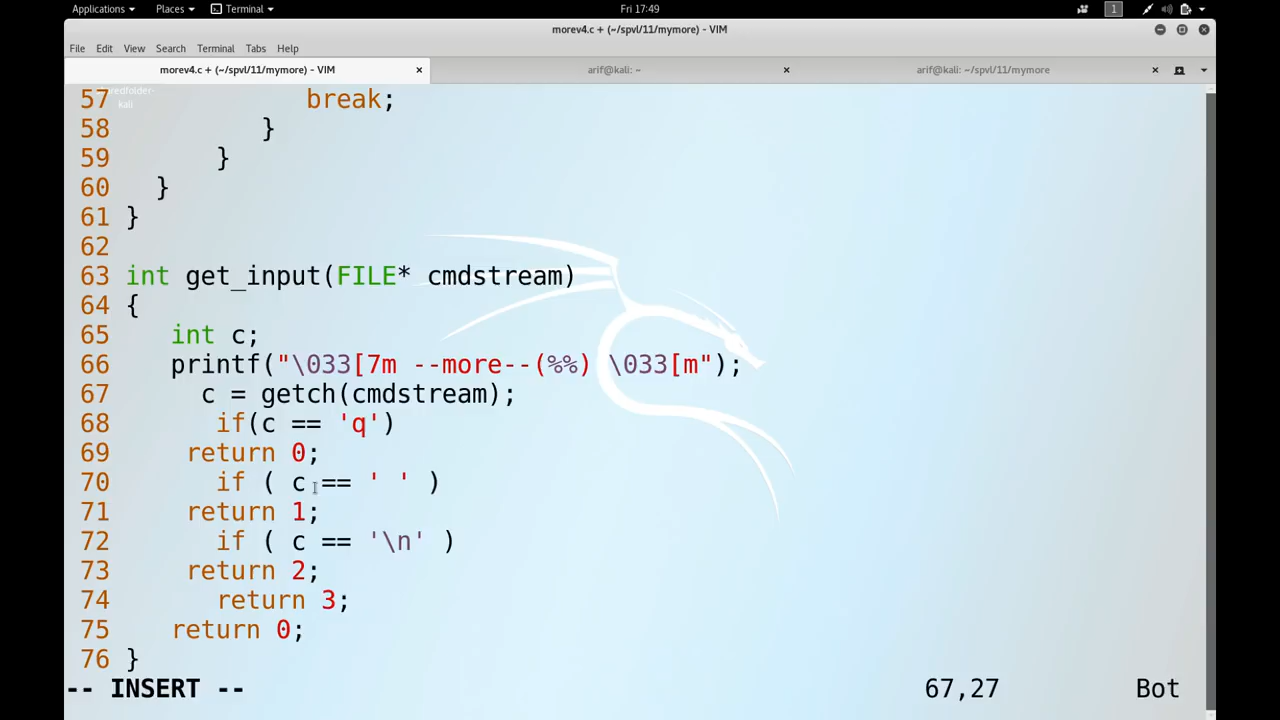 Applications Places Terminal Fri 17:49 1
morev4.c + (~/spvl/11/mymore) - VIM
File Edit View Search Terminal Tabs Help
morev4.c + (~/spvl/11/mymore) - VIM arif@kali: ~ arif@kali: ~/spvl/11/mymore
kali
57 break;
58 }
59 }
60 }
61 }
62
63 int get_input(FILE* cmdstream)
64 {
65 int c;
66 printf("\033[7m --more--(%%) \033[m");
67 c = getch(cmdstream);
68 if(c == 'q')
69 return 0;
70 if ( c == ' ' )
71 return 1;
72 if ( c == '\n' )
73 return 2;
74 return 3;
75 return 0;
76 }
-- INSERT -- 67,27 Bot